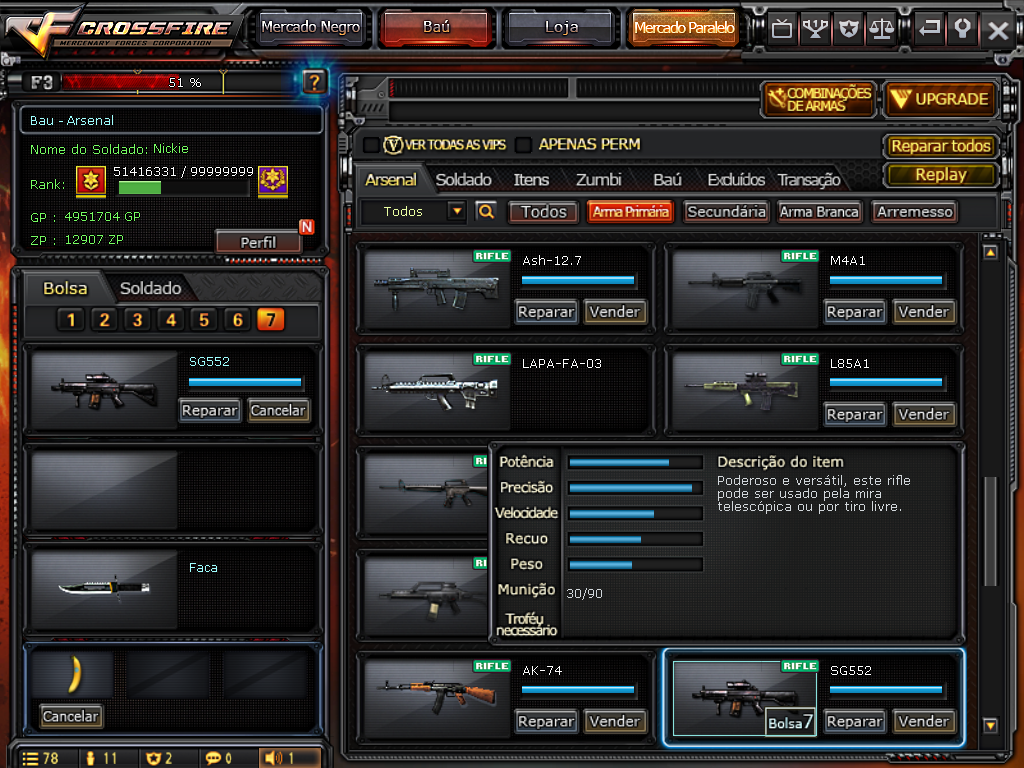 CROSSFIRE
MERCENARY FORCES CORPORATION
Mercado Negro
Baú
Loja
Mercado Paralelo
F3
51 %
?
Bau - Arsenal
Nome do Soldado: Nickie
Rank:
51416331 / 99999999
GP : 4951704 GP
ZP : 12907 ZP
Perfil
N
COMBINAÇÕES
DE ARMAS
UPGRADE
VER TODAS AS VIPS
APENAS PERM
Reparar todos
Replay
Arsenal Soldado Itens Zumbi Baú Excluídos Transação
Todos
Todos Arma Primária Secundária Arma Branca Arremesso
Bolsa Soldado
1 2 3 4 5 6 7
SG552
Reparar Cancelar
Faca
Cancelar
78 11 2 0 1
RIFLE Ash-12.7
Reparar Vender
RIFLE M4A1
Reparar Vender
RIFLE LAPA-FA-03
RIFLE L85A1
Reparar Vender
RI
RI
Potência
Precisão
Velocidade
Recuo
Peso
Munição 30/90
Troféu
necessário
Descrição do item
Poderoso e versátil, este rifle
pode ser usado pela mira
telescópica ou por tiro livre.
RIFLE AK-74
Reparar Vender
RIFLE SG552
Bolsa7
Reparar Vender